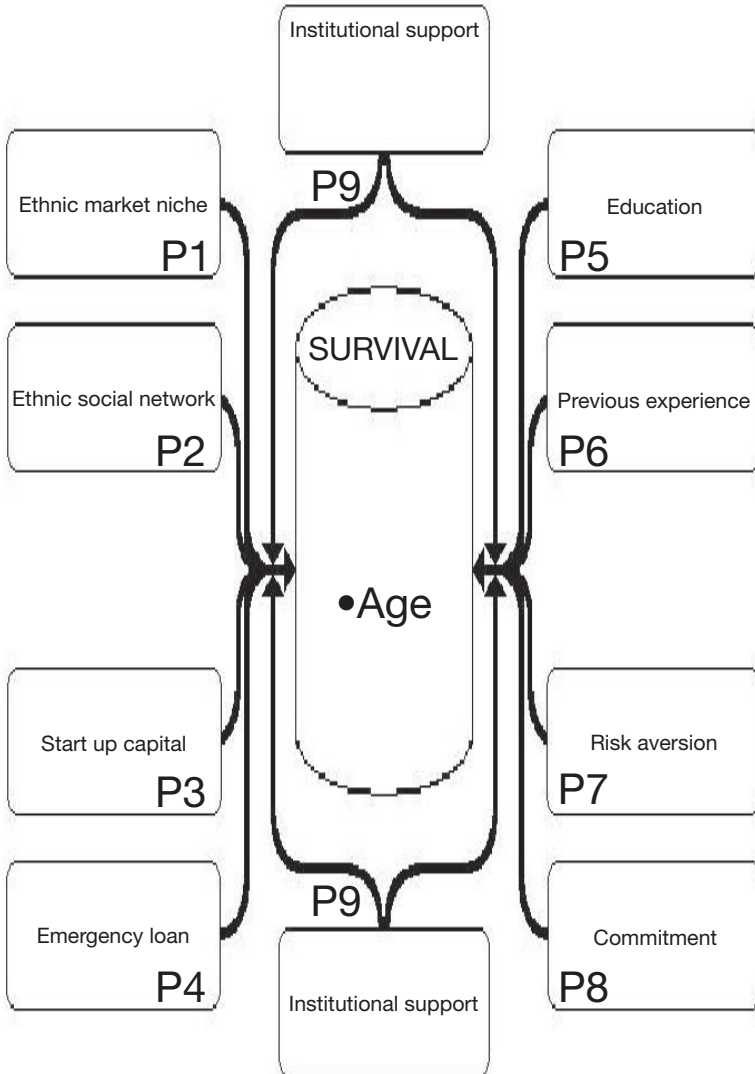 Institutional support
P9
Ethnic market niche
P1
Education
P5
SURVIVAL
Ethnic social network
P2
Previous experience
P6
•Age
Start up capital
P3
Risk aversion
P7
P9
Emergency loan
P4
Commitment
P8
Institutional support